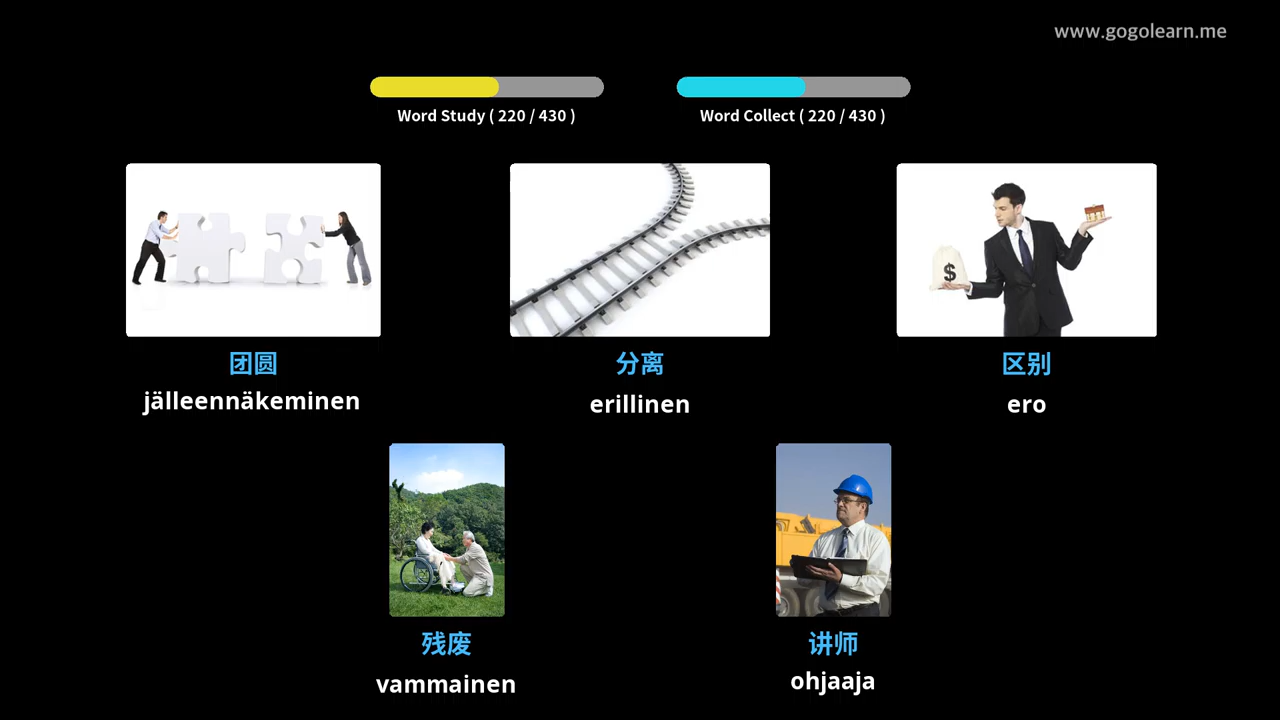 www.gogolearn.me
Word Study ( 220 / 430 )
Word Collect ( 220 / 430 )
团圆
分离
区别
jälleennäkeminen
erillinen
ero
$
残废
讲师
vammainen
ohjaaja